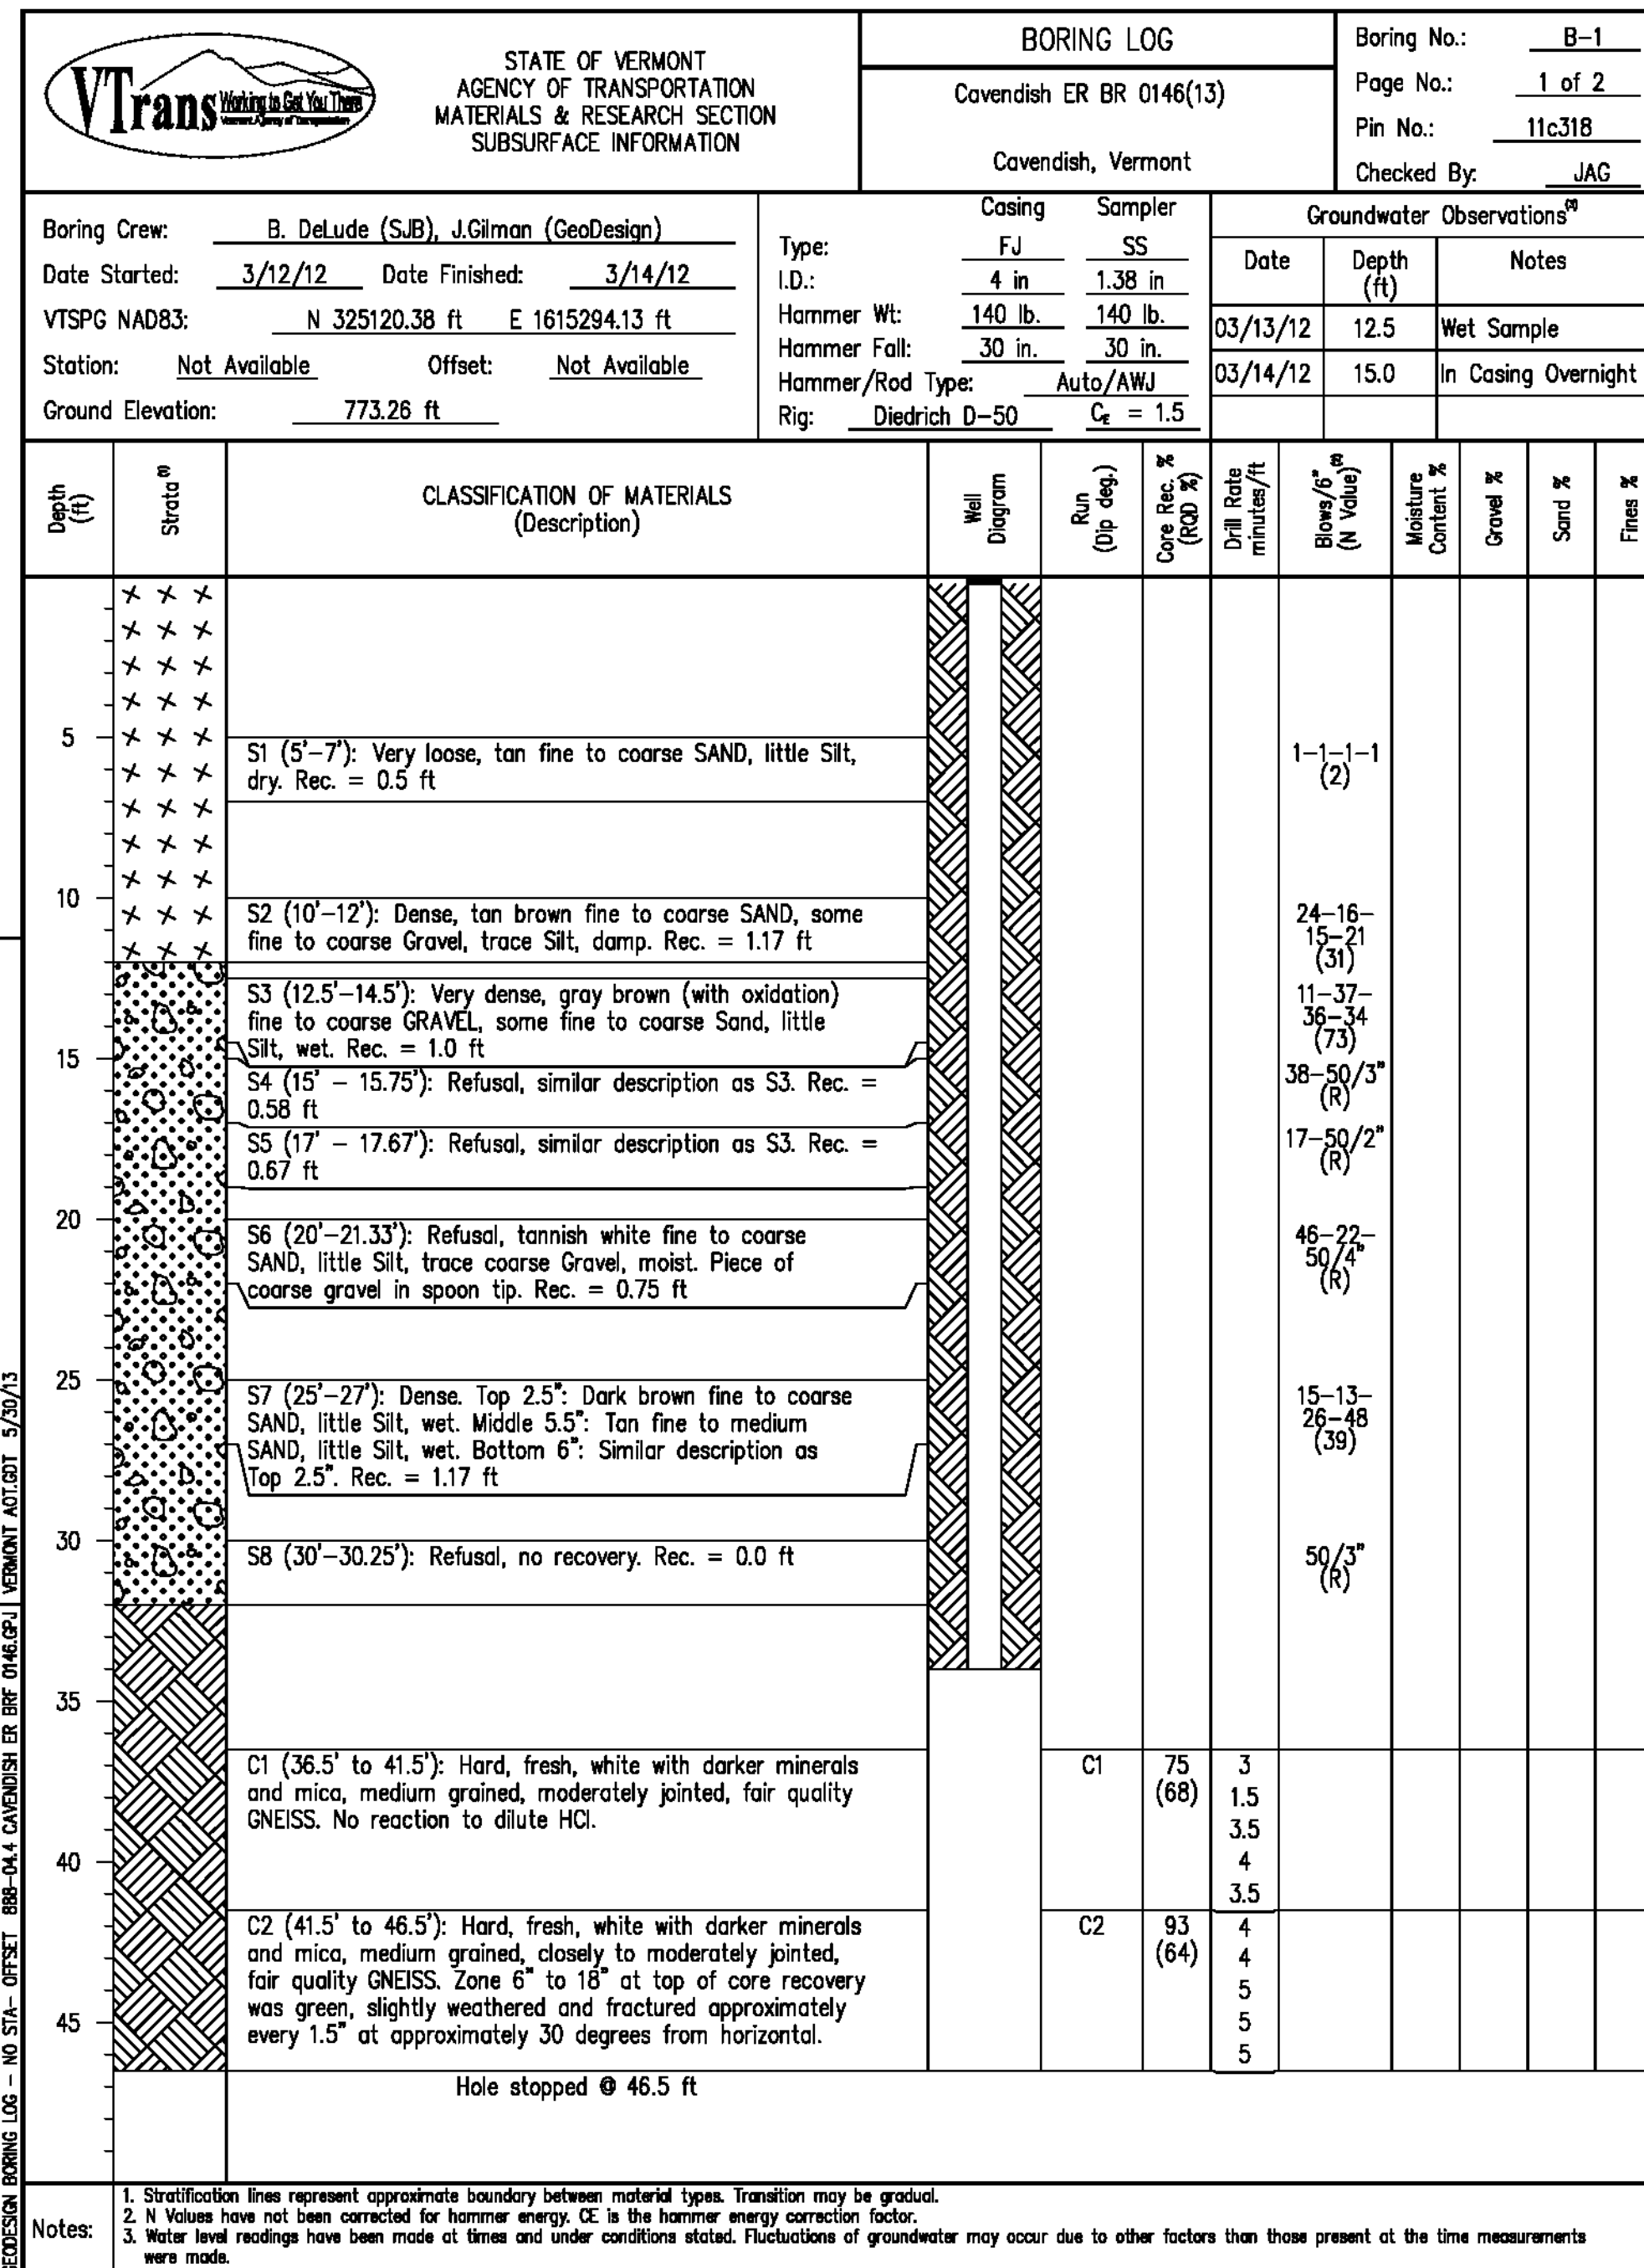 VTrans Working to Get You There
Vermont Agency of Transportation
STATE OF VERMONT
AGENCY OF TRANSPORTATION
MATERIALS & RESEARCH SECTION
SUBSURFACE INFORMATION
BORING LOG
Cavendish ER BR 0146(13)
Cavendish, Vermont
Boring No.: B-1
Page No.: 1 of 2
Pin No.: 11c318
Checked By: JAG
Boring Crew: B. DeLude (SJB), J.Gilman (GeoDesign)
Date Started: 3/12/12 Date Finished: 3/14/12
VTSPG NAD83: N 325120.38 ft E 1615294.13 ft
Station: Not Available Offset: Not Available
Ground Elevation: 773.26 ft
Casing Sampler
Type: FJ SS
I.D.: 4 in 1.38 in
Hammer Wt: 140 lb. 140 lb.
Hammer Fall: 30 in. 30 in.
Hammer/Rod Type: Auto/AWJ
Rig: Diedrich D-50 CE = 1.5
Groundwater Observations(3)
Date Depth (ft) Notes
03/13/12 12.5 Wet Sample
03/14/12 15.0 In Casing Overnight
Depth (ft)
Strata (1)
CLASSIFICATION OF MATERIALS
(Description)
Well Diagram
Run (Dip deg.)
Core Rec. % (RQD %)
Drill Rate minutes/ft
Blows/6" (2) (N Value)
Moisture Content %
Gravel %
Sand %
Fines %
5
S1 (5'-7'): Very loose, tan fine to coarse SAND, little Silt,
dry. Rec. = 0.5 ft
1-1-1-1
(2)
10
S2 (10'-12'): Dense, tan brown fine to coarse SAND, some
fine to coarse Gravel, trace Silt, damp. Rec. = 1.17 ft
24-16-
15-21
(31)
S3 (12.5'-14.5'): Very dense, gray brown (with oxidation)
fine to coarse GRAVEL, some fine to coarse Sand, little
Silt, wet. Rec. = 1.0 ft
11-37-
36-34
(73)
15
S4 (15' - 15.75'): Refusal, similar description as S3. Rec. =
0.58 ft
38-50/3"
(R)
S5 (17' - 17.67'): Refusal, similar description as S3. Rec. =
0.67 ft
17-50/2"
(R)
20
S6 (20'-21.33'): Refusal, tannish white fine to coarse
SAND, little Silt, trace coarse Gravel, moist. Piece of
coarse gravel in spoon tip. Rec. = 0.75 ft
46-22-
50/4"
(R)
25
S7 (25'-27'): Dense. Top 2.5": Dark brown fine to coarse
SAND, little Silt, wet. Middle 5.5": Tan fine to medium
SAND, little Silt, wet. Bottom 6": Similar description as
Top 2.5". Rec. = 1.17 ft
15-13-
26-48
(39)
30
S8 (30'-30.25'): Refusal, no recovery. Rec. = 0.0 ft
50/3"
(R)
35
C1 (36.5' to 41.5'): Hard, fresh, white with darker minerals
and mica, medium grained, moderately jointed, fair quality
GNEISS. No reaction to dilute HCl.
C1
75
(68)
3
1.5
3.5
4
3.5
40
C2 (41.5' to 46.5'): Hard, fresh, white with darker minerals
and mica, medium grained, closely to moderately jointed,
fair quality GNEISS. Zone 6" to 18" at top of core recovery
was green, slightly weathered and fractured approximately
every 1.5" at approximately 30 degrees from horizontal.
C2
93
(64)
4
4
5
5
5
45
Hole stopped @ 46.5 ft
Notes:
1. Stratification lines represent approximate boundary between material types. Transition may be gradual.
2. N Values have not been corrected for hammer energy. CE is the hammer energy correction factor.
3. Water level readings have been made at times and under conditions stated. Fluctuations of groundwater may occur due to other factors than those present at the time measurements
were made.
GEODESIGN BORING LOG - NO STA- OFFSET 888-04.4 CAVENDISH ER BRF 0146.GPJ VERMONT AOT.GDT 5/30/13